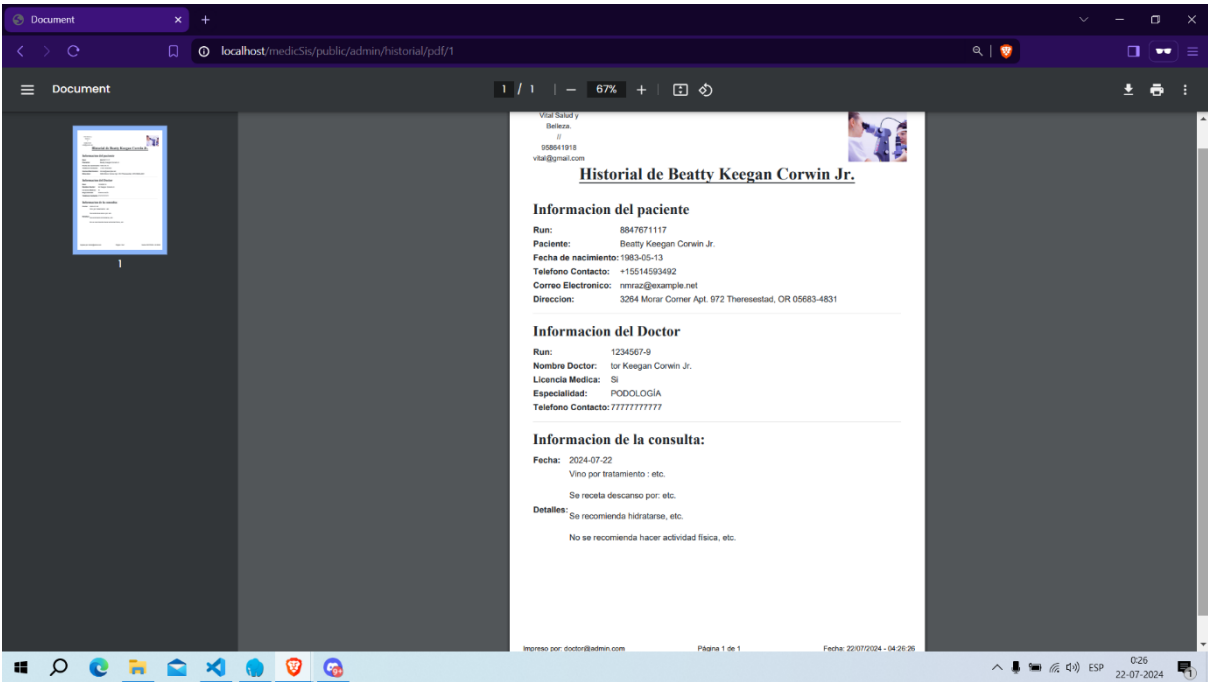 Document
localhost/medicSis/public/admin/historial/pdf/1
Document
1 / 1 | − 67% + |
1
Vital Salud y
Belleza.
//
958641918
vital@gmail.com
Historial de Beatty Keegan Corwin Jr.
Informacion del paciente
Run: 8847671117
Paciente: Beatty Keegan Corwin Jr.
Fecha de nacimiento: 1983-05-13
Telefono Contacto: +15514593492
Correo Electronico: nmraz@example.net
Direccion: 3264 Morar Corner Apt. 972 Theresestad, OR 05683-4831
Informacion del Doctor
Run: 1234567-9
Nombre Doctor: tor Keegan Corwin Jr.
Licencia Medica: Si
Especialidad: PODOLOGÍA
Telefono Contacto: 77777777777
Informacion de la consulta:
Fecha: 2024-07-22
Vino por tratamiento : etc.
Se receta descanso por: etc.
Detalles:
Se recomienda hidratarse, etc.
No se recomienda hacer actividad física, etc.
Impreso por: doctor@admin.com Página 1 de 1 Fecha: 22/07/2024 - 04:26:26
ESP 0:26
22-07-2024